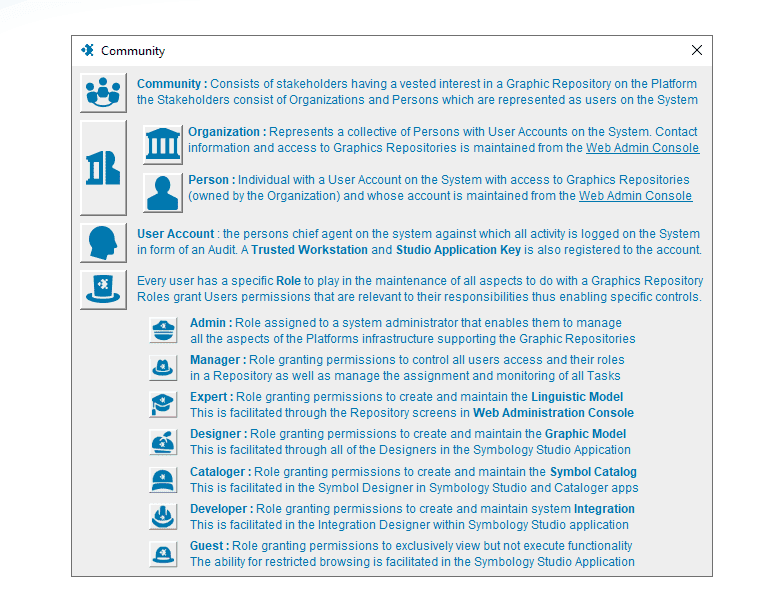 Community
Community : Consists of stakeholders having a vested interest in a Graphic Repository on the Platform
the Stakeholders consist of Organizations and Persons which are represented as users on the System
Organization : Represents a collective of Persons with User Accounts on the System. Contact
information and access to Graphics Repositories is maintained from the Web Admin Console
Person : Individual with a User Account on the System with access to Graphics Repositories
(owned by the Organization) and whose account is maintained from the Web Admin Console
User Account : the persons chief agent on the system against which all activity is logged on the System
in form of an Audit. A Trusted Workstation and Studio Application Key is also registered to the account.
Every user has a specific Role to play in the maintenance of all aspects to do with a Graphics Repository
Roles grant Users permissions that are relevant to their responsibilities thus enabling specific controls.
Admin : Role assigned to a system administrator that enables them to manage
all the aspects of the Platforms infrastructure supporting the Graphic Repositories
Manager : Role granting permissions to control all users access and their roles
in a Repository as well as manage the assignment and monitoring of all Tasks
Expert : Role granting permissions to create and maintain the Linguistic Model
This is facilitated through the Repository screens in Web Administration Console
Designer : Role granting permissions to create and maintain the Graphic Model
This is facilitated through all of the Designers in the Symbology Studio Appication
Cataloger : Role granting permissions to create and maintain the Symbol Catalog
This is facilitated in the Symbol Designer in Symbology Studio and Cataloger apps
Developer : Role granting permissions to create and maintain system Integration
This is facilitated in the Integration Designer within Symbology Studio application
Guest : Role granting permissions to exclusively view but not execute functionality
The ability for restricted browsing is facilitated in the Symbology Studio Application